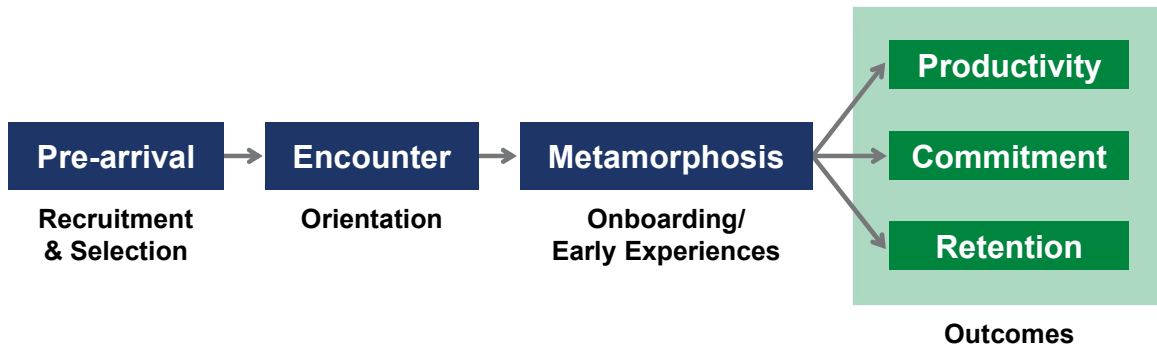 Pre-arrival
Recruitment
& Selection
Encounter
Orientation
Metamorphosis
Onboarding/
Early Experiences
Productivity
Commitment
Retention
Outcomes